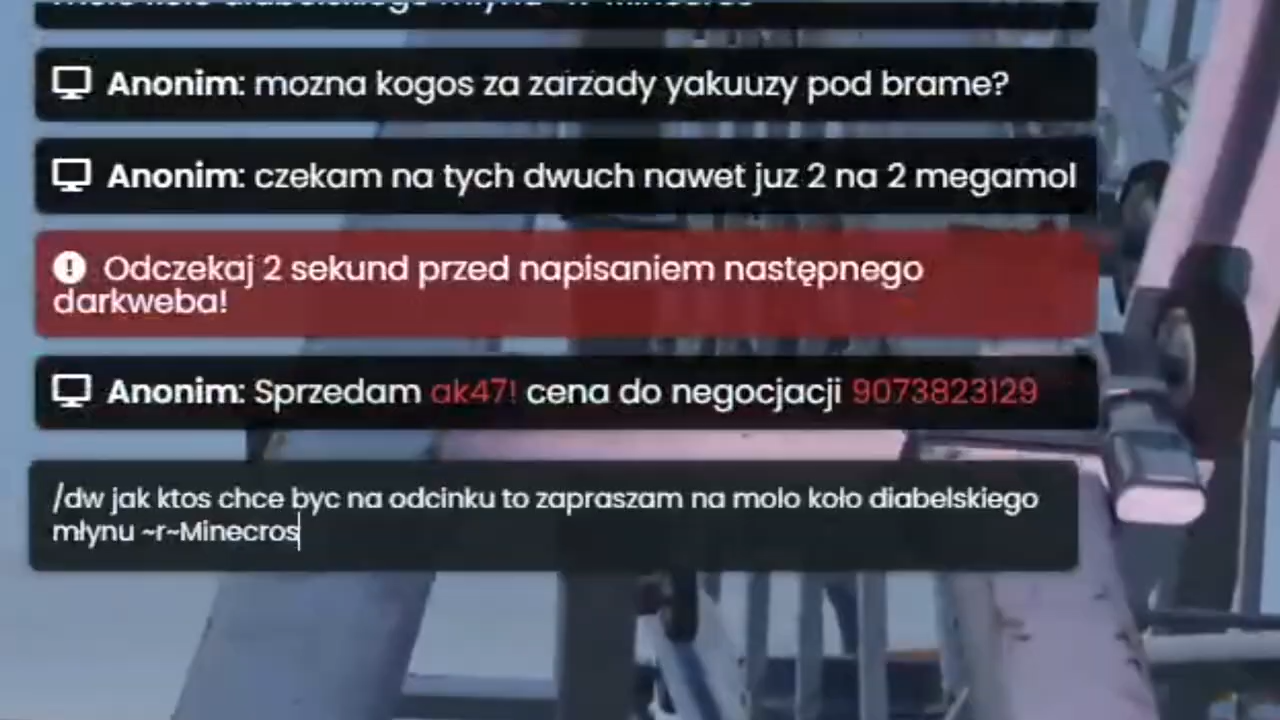 Anonim: mozna kogos za zarzady yakuuzy pod brame?
Anonim: czekam na tych dwuch nawet juz 2 na 2 megamol
Odczekaj 2 sekund przed napisaniem następnego
darkweba!
Anonim: Sprzedam ak47! cena do negocjacji 9073823129
/dw jak ktos chce byc na odcinku to zapraszam na molo koło diabelskiego
młynu ~r~Minecros